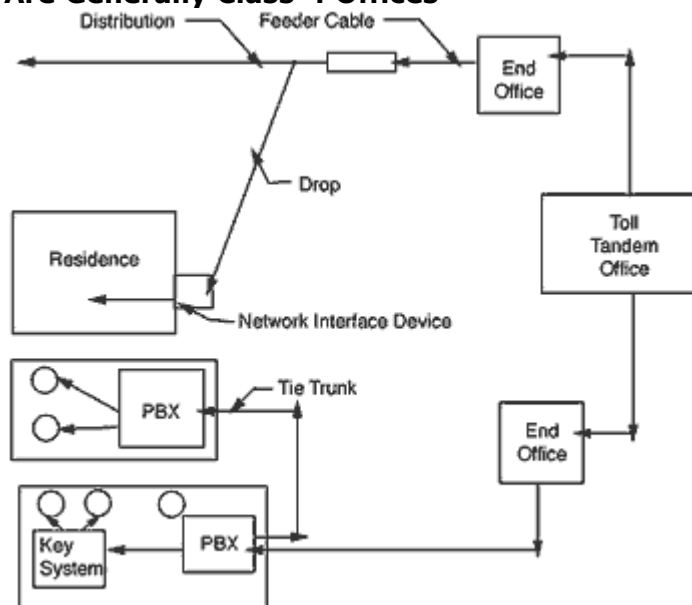 Are Generally Class 4 Offices
Distribution
Feeder Cable
End
Office
Drop
Toll
Tandem
Office
Residence
Network Interface Device
Tie Trunk
PBX
End
Office
Key
System
PBX